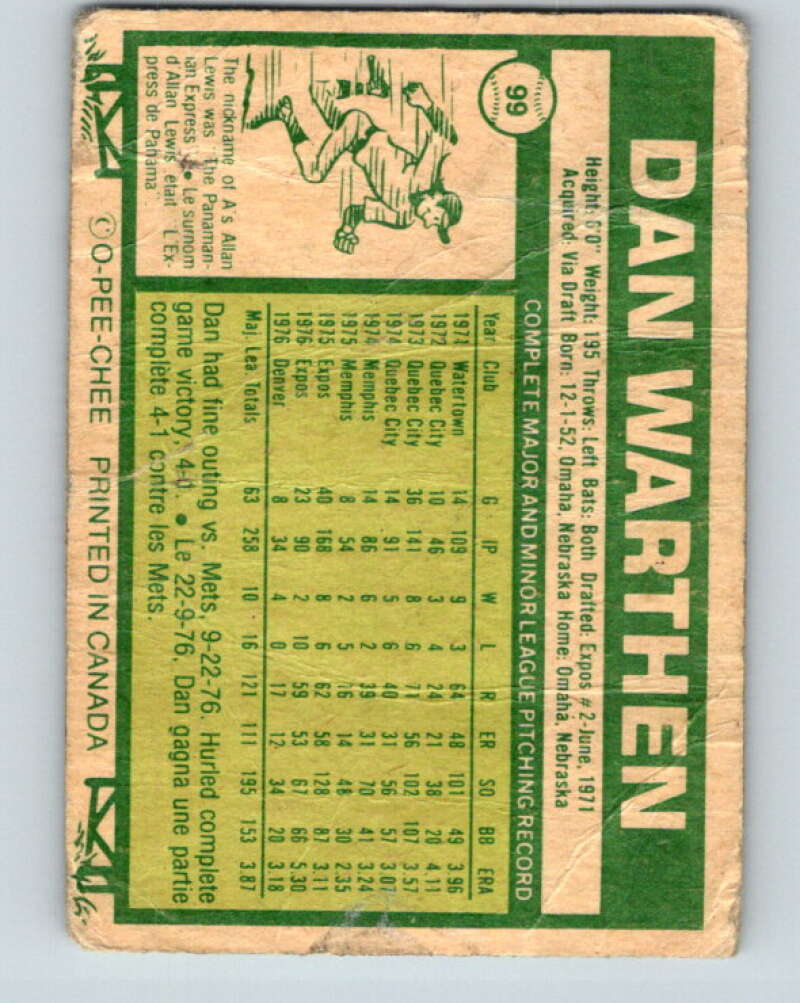 99
DAN WARTHEN
Height: 6'0" Weight: 195 Throws: Left Bats: Both Drafted: Expos #2-June, 1971
Acquired: Via Draft Born: 12-1-52, Omaha, Nebraska Home: Omaha, Nebraska
COMPLETE MAJOR AND MINOR LEAGUE PITCHING RECORD
Year Club G IP W L R ER SO BB ERA
1971 Watertown 14 109 9 3 64 48 101 49 3.96
1972 Quebec City 10 46 3 4 24 21 38 20 4.11
1973 Quebec City 36 141 8 6 71 56 102 107 3.57
1974 Quebec City 14 91 5 6 40 31 56 57 3.07
1974 Memphis 14 86 6 2 39 31 70 41 3.24
1975 Memphis 8 54 2 5 16 14 48 30 2.35
1975 Expos 40 168 8 6 62 58 128 87 3.11
1976 Expos 23 90 2 10 59 53 67 66 5.30
1976 Denver 8 34 4 0 17 12 34 20 3.18
Maj. Lea. Totals 63 258 10 16 121 111 195 153 3.87
Dan had fine outing vs. Mets, 9-22-76. Hurled complete
game victory, 4-0. • Le 22-9-76. Dan gagna une partie
complète 4-1 contre les Mets.
The nickname of A's Allan
Lewis was "The Panaman-
ian Express". • Le surnom
d'Allan Lewis était "L'Ex-
press de Panama"
© O-PEE-CHEE PRINTED IN CANADA